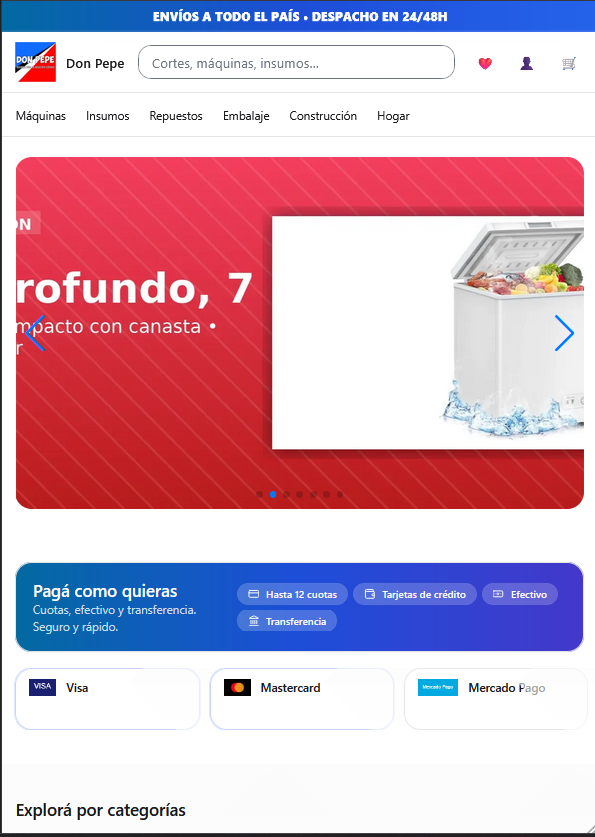 ENVÍOS A TODO EL PAÍS • DESPACHO EN 24/48H
DON PEPE
Don Pepe
Cortes, máquinas, insumos...
Máquinas Insumos Repuestos Embalaje Construcción Hogar
ON
rofundo, 7
mpacto con canasta •
r
Pagá como quieras
Cuotas, efectivo y transferencia.
Seguro y rápido.
Hasta 12 cuotas
Tarjetas de crédito
Efectivo
Transferencia
VISA
Visa
Mastercard
Mercado Pago
Mercado Pago
Explorá por categorías